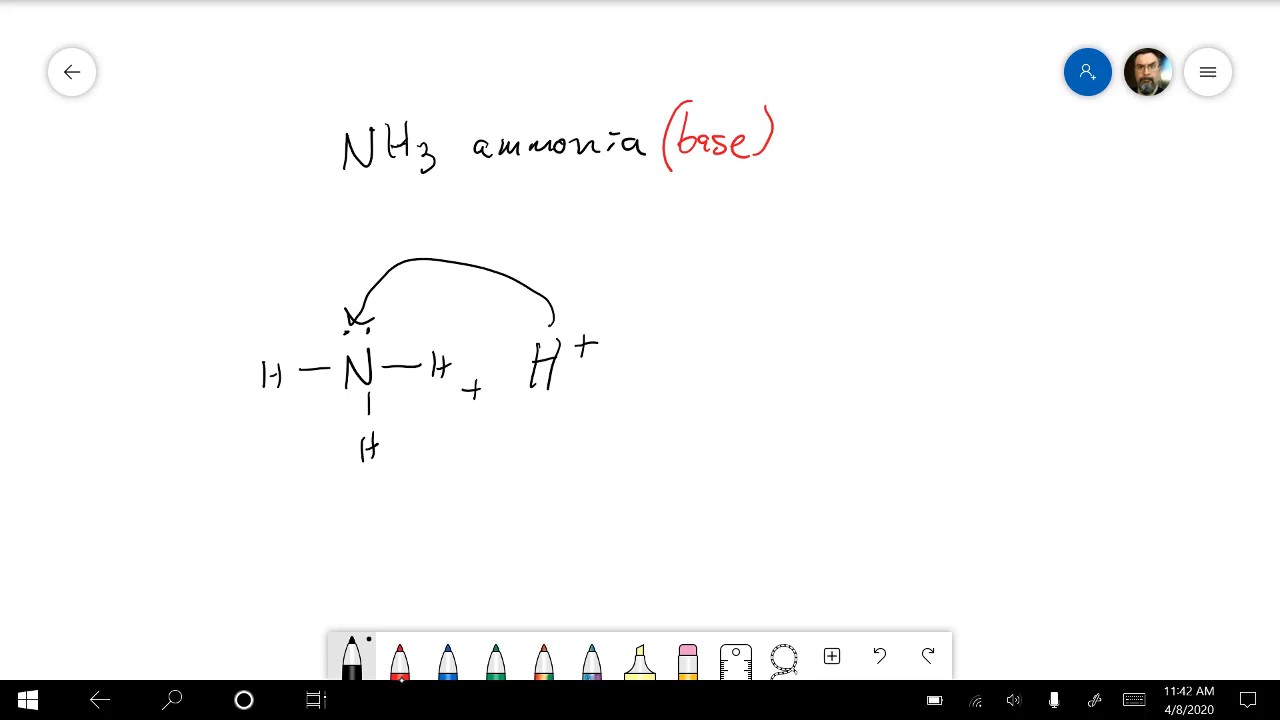 NH3 ammonia (base)
H — N — H + H+
H
11:42 AM
4/8/2020